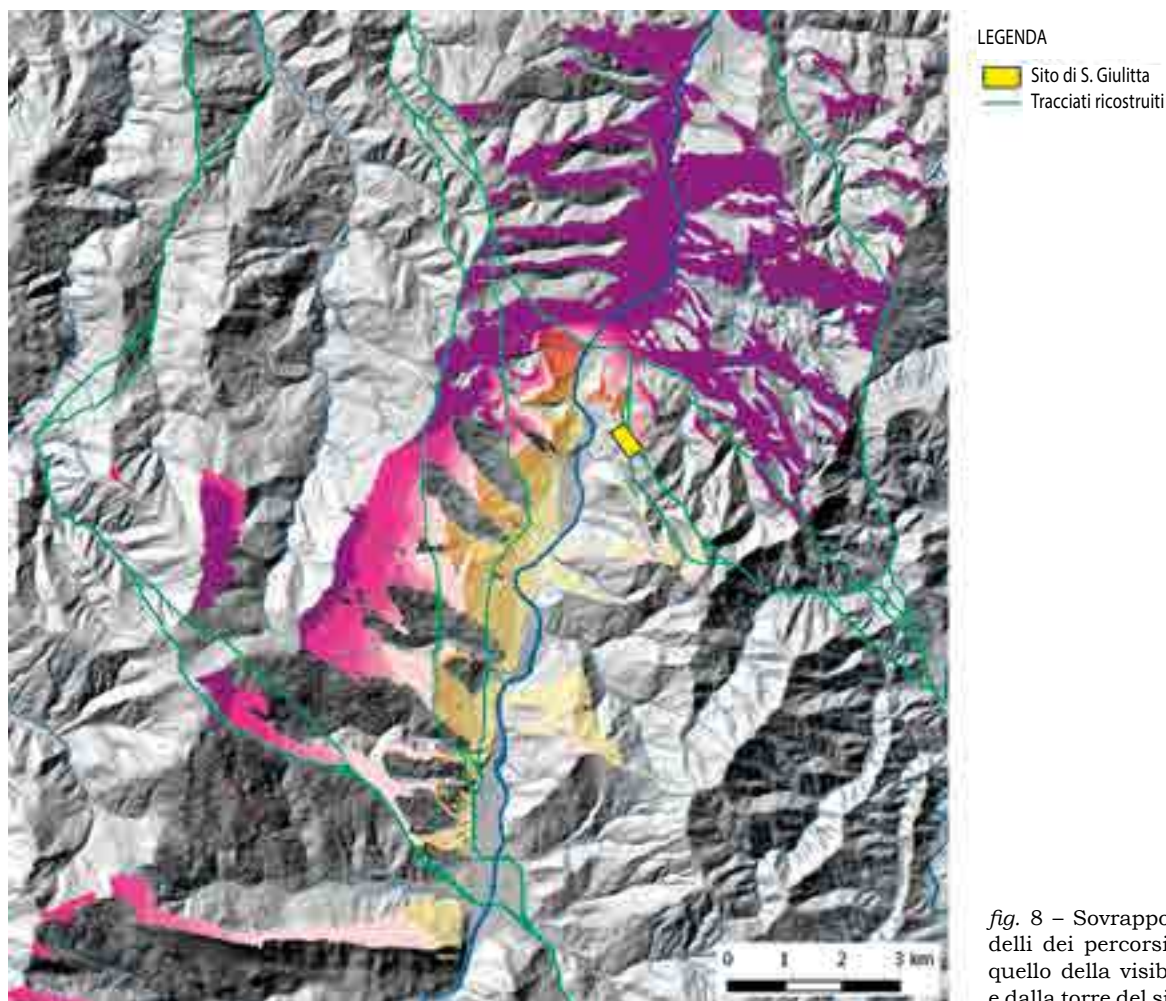 LEGENDA
Sito di S. Giulitta
Tracciati ricostruiti
0 1 2 3 km
fig. 8 – Sovrappo
delli dei percorsi
quello della visib
e dalla torre del si